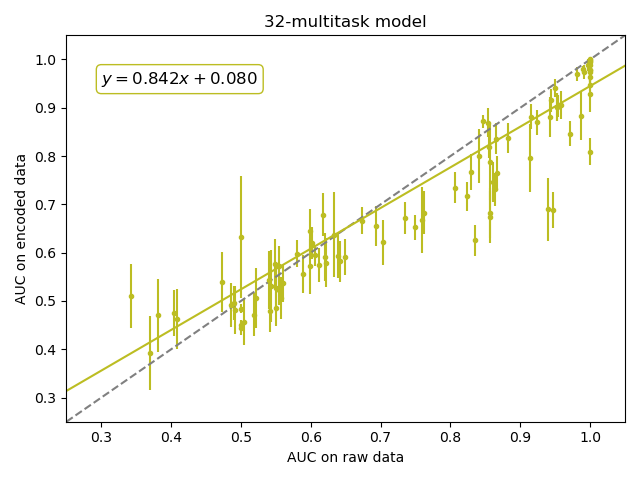 32-multitask model
y = 0.842x + 0.080
AUC on encoded data
1.0
0.9
0.8
0.7
0.6
0.5
0.4
0.3
0.3 0.4 0.5 0.6 0.7 0.8 0.9 1.0
AUC on raw data